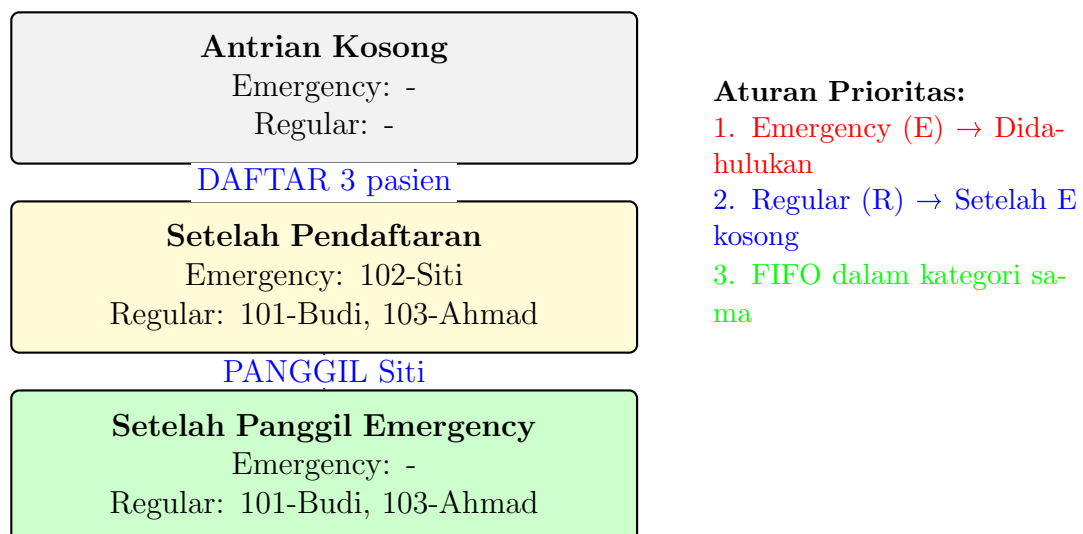 Antrian Kosong
Emergency: -
Regular: -
DAFTAR 3 pasien
Setelah Pendaftaran
Emergency: 102-Siti
Regular: 101-Budi, 103-Ahmad
PANGGIL Siti
Setelah Panggil Emergency
Emergency: -
Regular: 101-Budi, 103-Ahmad
Aturan Prioritas:
1. Emergency (E) → Dida-
hulukan
2. Regular (R) → Setelah E
kosong
3. FIFO dalam kategori sa-
ma